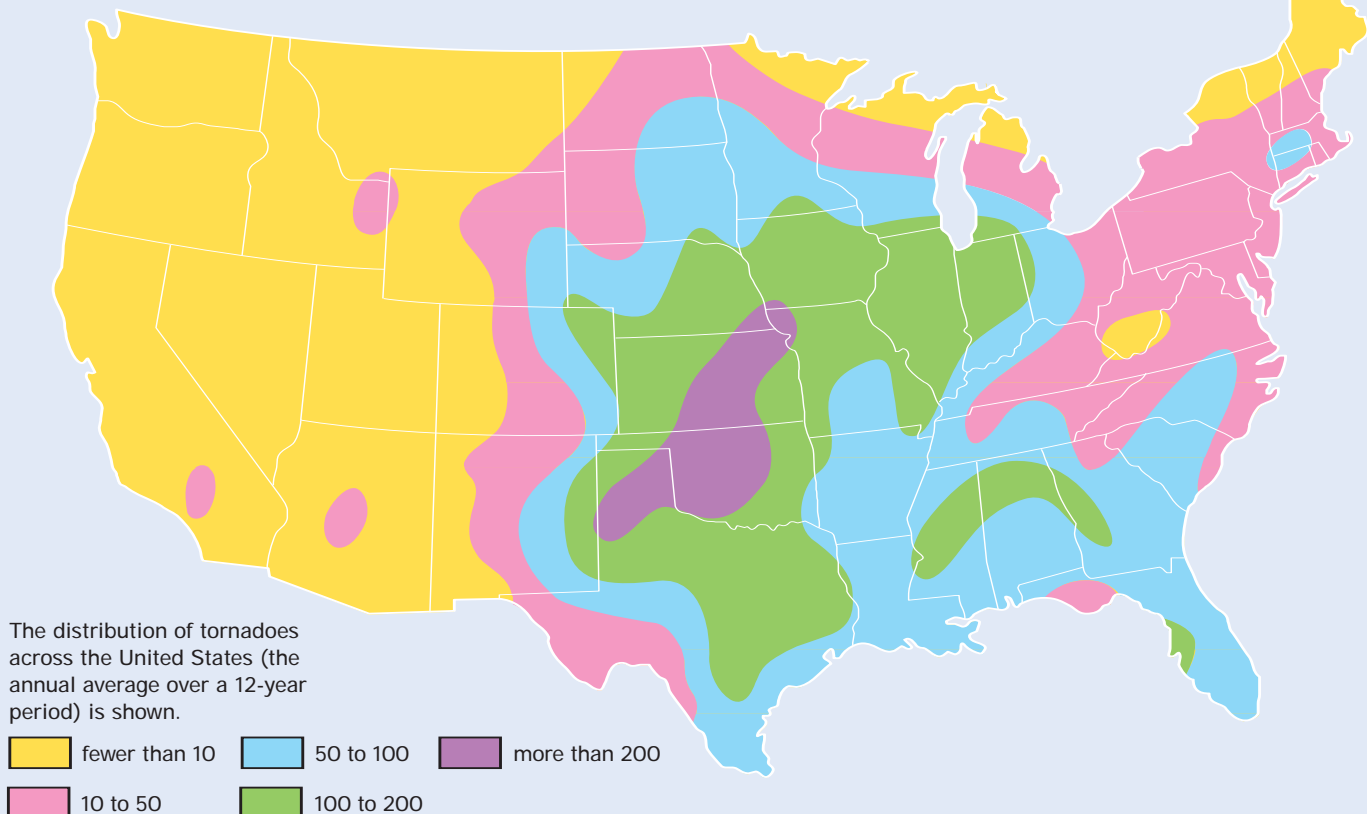 The distribution of tornadoes
across the United States (the
annual average over a 12-year
period) is shown.
fewer than 10
50 to 100
more than 200
10 to 50
100 to 200